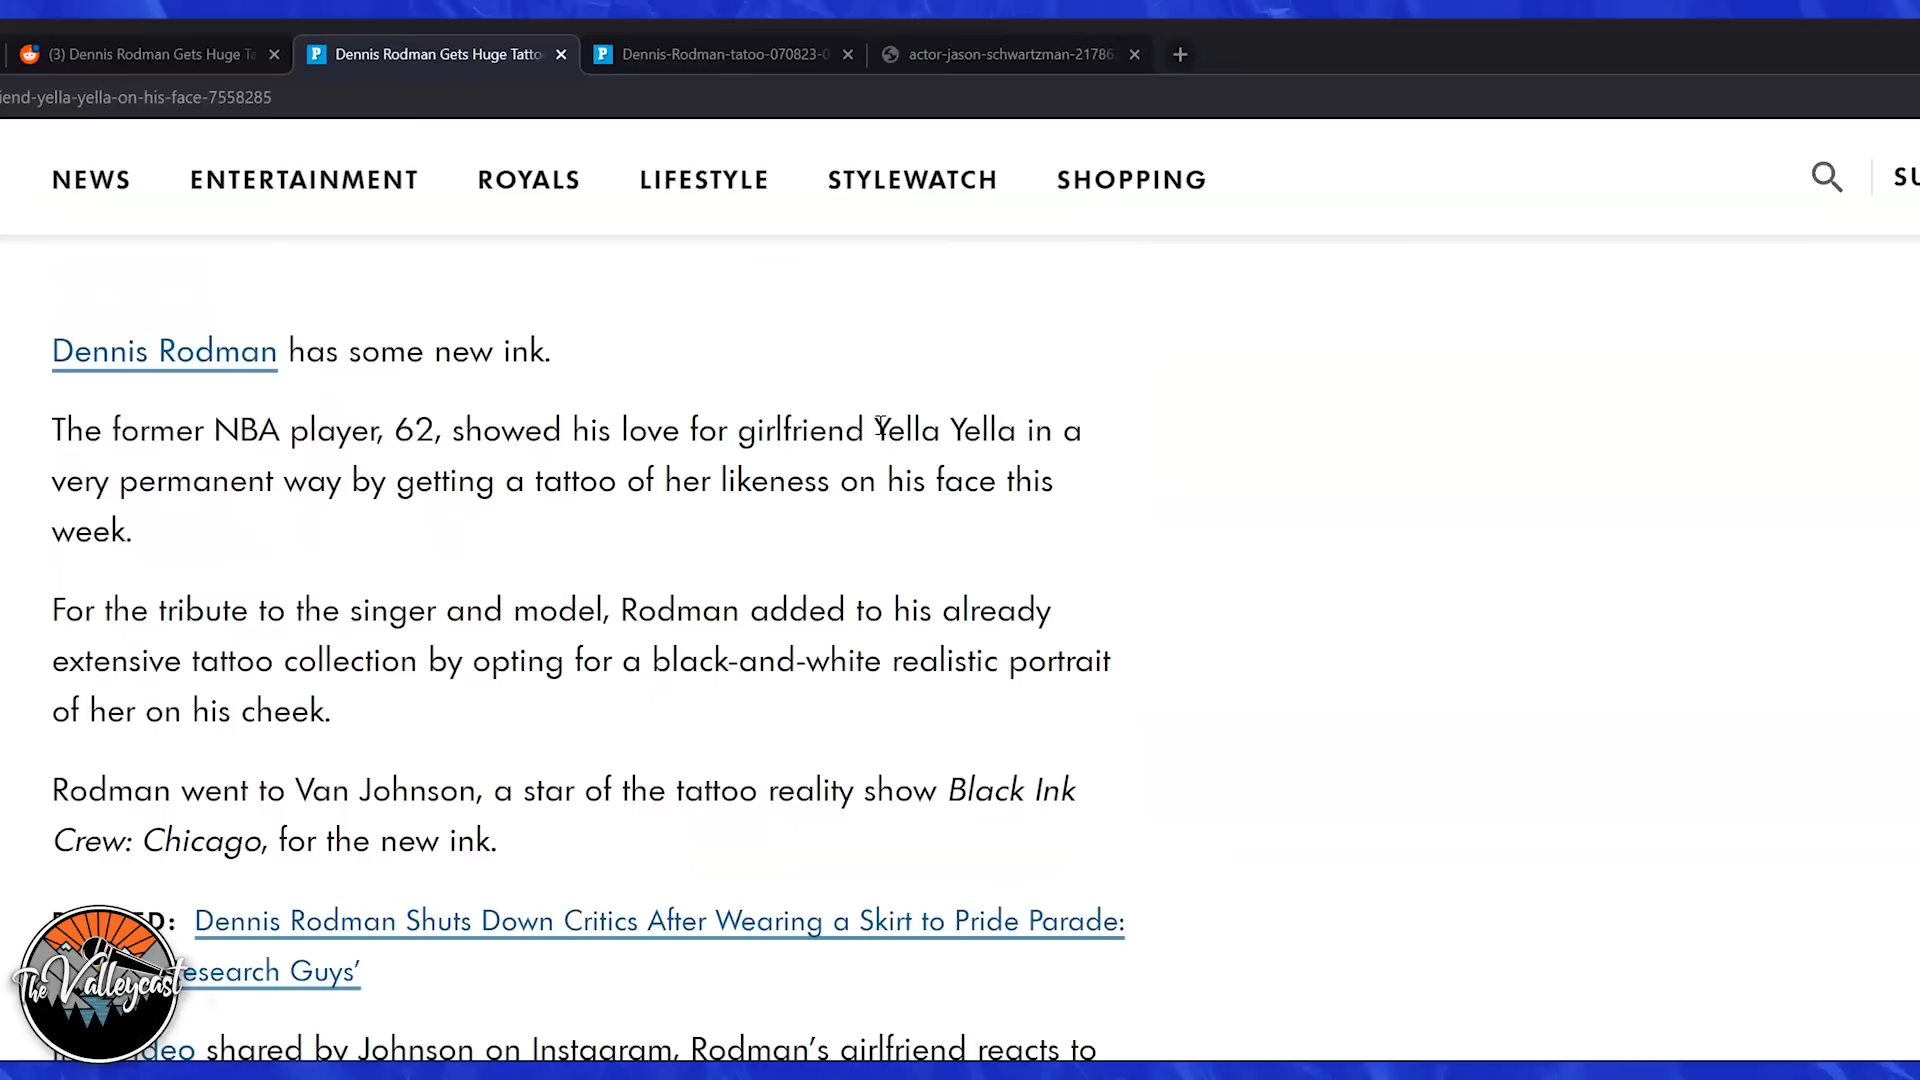 (3) Dennis Rodman Gets Huge Ta
Dennis Rodman Gets Huge Tatto
Dennis-Rodman-tatoo-070823-0
actor-jason-schwartzman-21786
iend-yella-yella-on-his-face-7558285
NEWS ENTERTAINMENT ROYALS LIFESTYLE STYLEWATCH SHOPPING SU
Dennis Rodman has some new ink.
The former NBA player, 62, showed his love for girlfriend Yella Yella in a
very permanent way by getting a tattoo of her likeness on his face this
week.
For the tribute to the singer and model, Rodman added to his already
extensive tattoo collection by opting for a black-and-white realistic portrait
of her on his cheek.
Rodman went to Van Johnson, a star of the tattoo reality show Black Ink
Crew: Chicago, for the new ink.
D: Dennis Rodman Shuts Down Critics After Wearing a Skirt to Pride Parade:
esearch Guys’
deo shared by Johnson on Instagram, Rodman’s girlfriend reacts to
The Valleycast